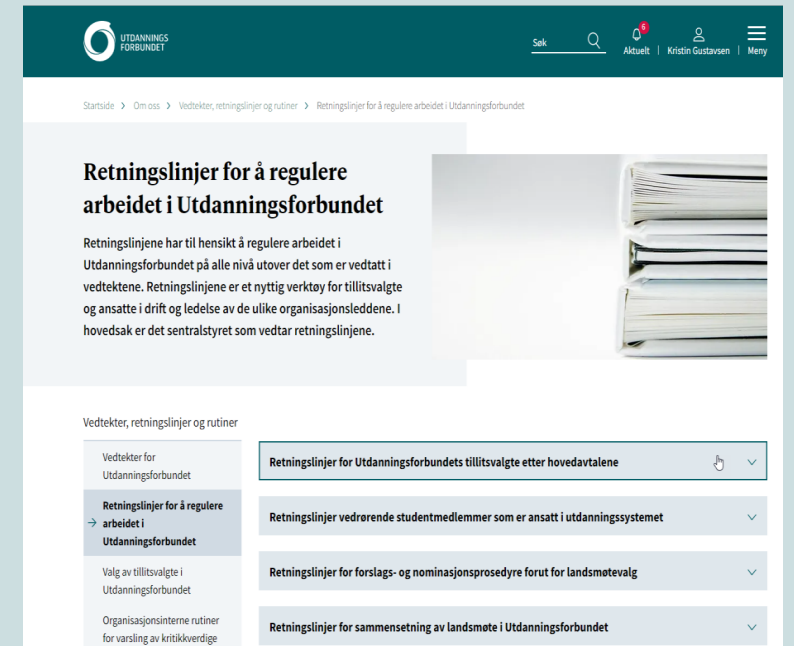 UTDANNINGS
FORBUNDET
Søk
6
Aktuelt | Kristin Gustavsen | Meny
Startside > Om oss > Vedtekter, retningslinjer og rutiner > Retningslinjer for å regulere arbeidet i Utdanningsforbundet
Retningslinjer for å regulere
arbeidet i Utdanningsforbundet
Retningslinjene har til hensikt å regulere arbeidet i
Utdanningsforbundet på alle nivå utover det som er vedtatt i
vedtektene. Retningslinjene er et nyttig verktøy for tillitsvalgte
og ansatte i drift og ledelse av de ulike organisasjonsleddene. I
hovedsak er det sentralstyret som vedtar retningslinjene.
Vedtekter, retningslinjer og rutiner
Vedtekter for
Utdanningsforbundet
Retningslinjer for å regulere
→ arbeidet i
Utdanningsforbundet
Valg av tillitsvalgte i
Utdanningsforbundet
Organisasjonsinterne rutiner
for varsling av kritikkverdige
Retningslinjer for Utdanningsforbundets tillitsvalgte etter hovedavtalene
Retningslinjer vedrørende studentmedlemmer som er ansatt i utdanningssystemet
Retningslinjer for forslags- og nominasjonsprosedyre forut for landsmøtevalg
Retningslinjer for sammensetning av landsmøte i Utdanningsforbundet